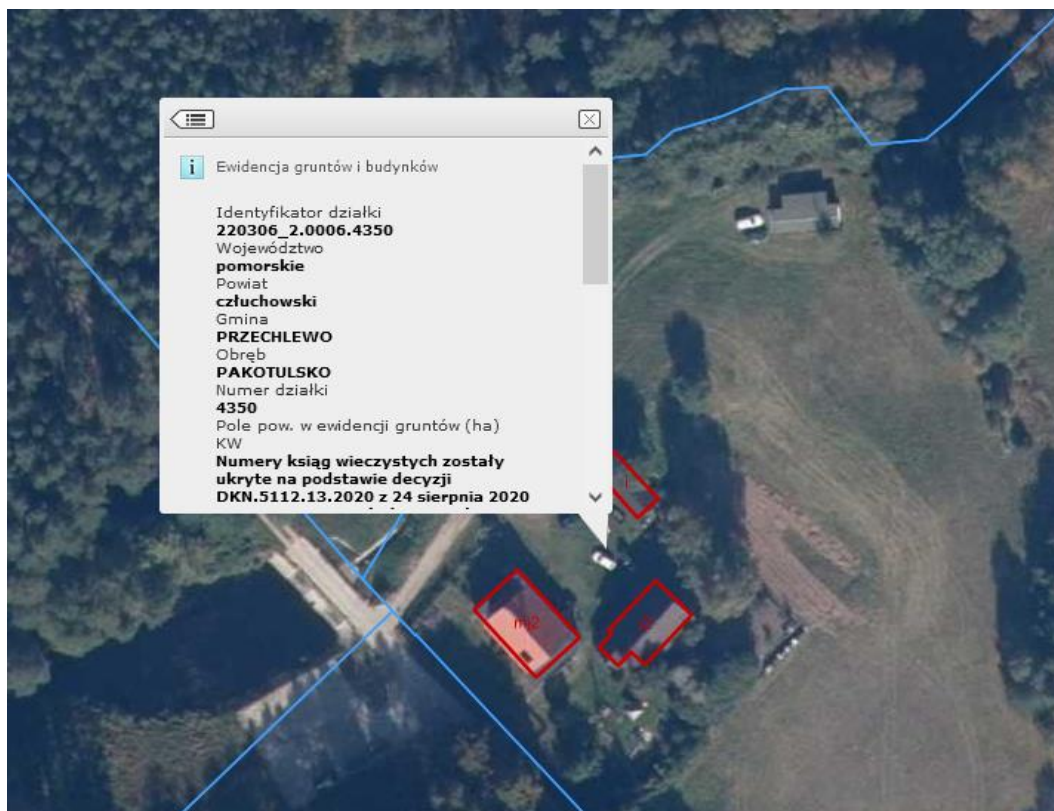 Ewidencja gruntów i budynków
Identyfikator działki
220306_2.0006.4350
Województwo
pomorskie
Powiat
człuchowski
Gmina
PRZECHLEWO
Obręb
PAKOTULSKO
Numer działki
4350
Pole pow. w ewidencji gruntów (ha)
KW
Numery ksiąg wieczystych zostały
ukryte na podstawie decyzji
DKN.5112.13.2020 z 24 sierpnia 2020
i
m2